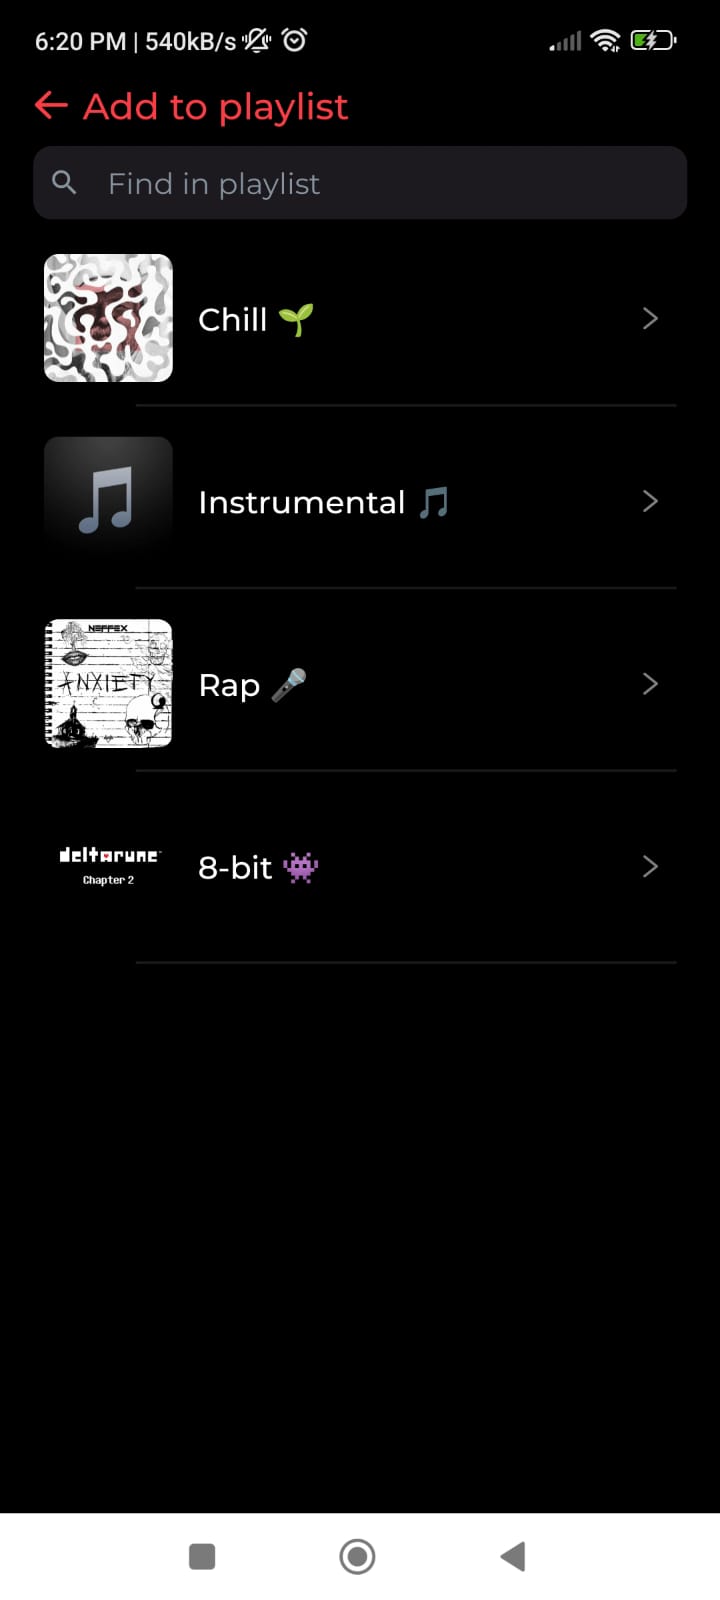 6:20 PM | 540kB/s
Add to playlist
Find in playlist
Chill 🌱
Instrumental 🎵
NEFFEX
ANXIETY
Rap 🎤
deltarune
Chapter 2
8-bit 👾